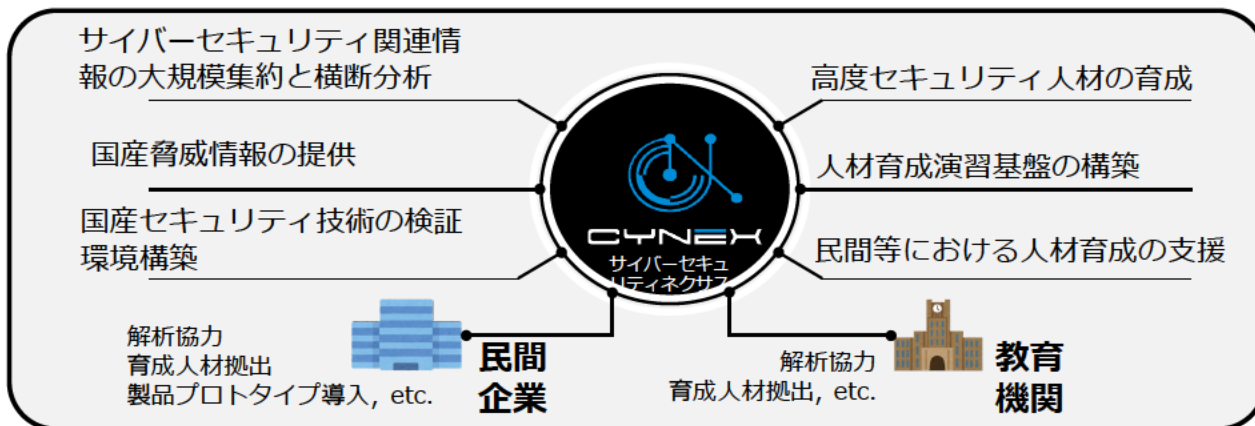 サイバーセキュリティ関連情
報の大規模集約と横断分析
国産脅威情報の提供
国産セキュリティ技術の検証
環境構築
高度セキュリティ人材の育成
人材育成演習基盤の構築
民間等における人材育成の支援
CYNEX
サイバーセキュ
リティネクサス
解析協力
育成人材拠出
製品プロトタイプ導入, etc.
民間
企業
解析協力
育成人材拠出, etc.
教育
機関